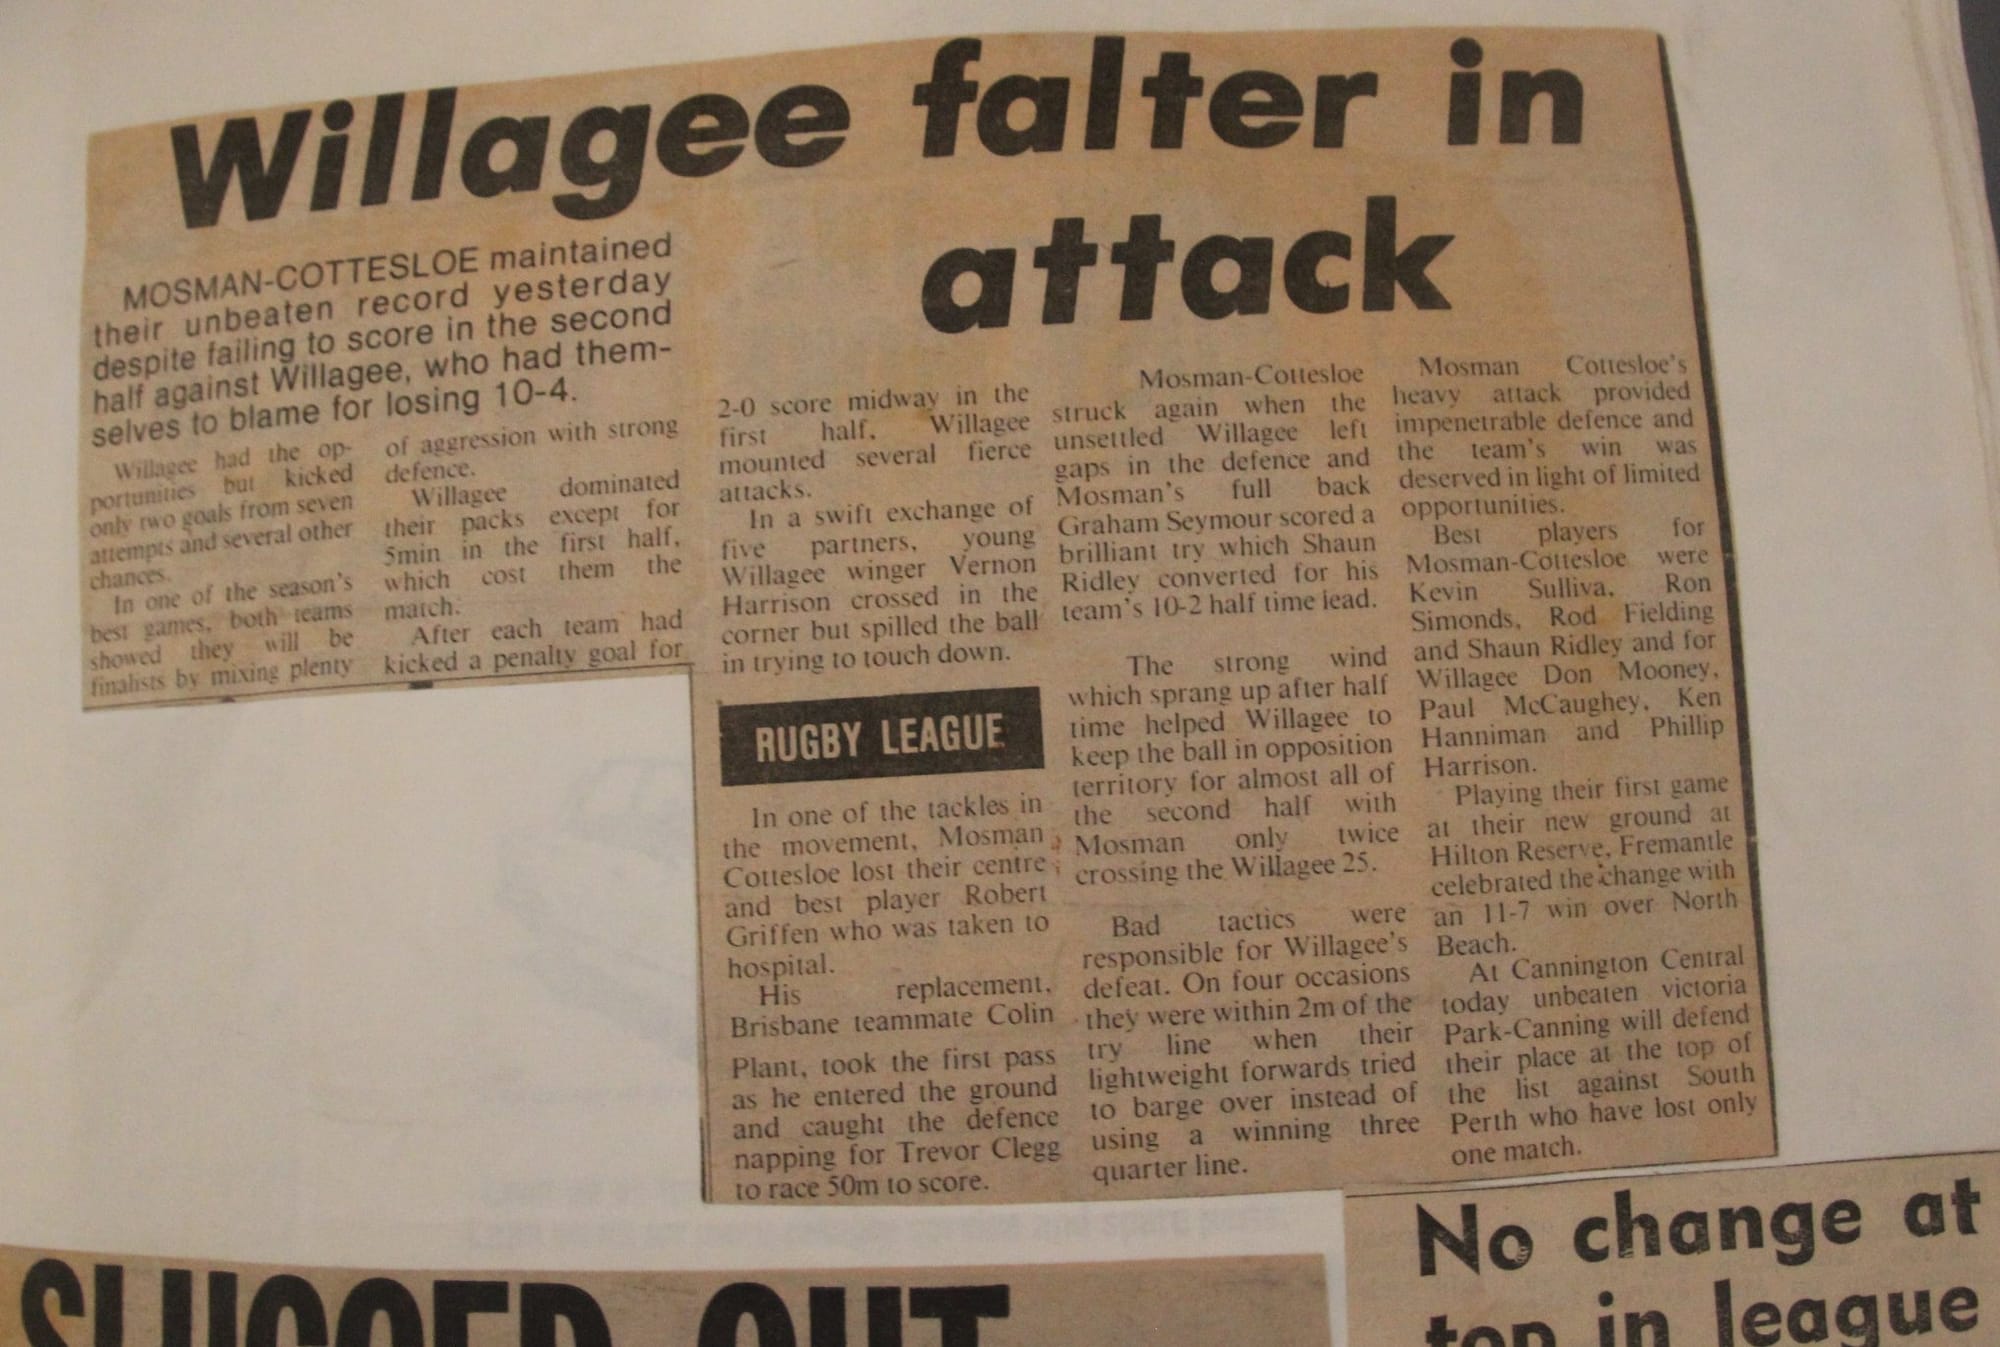 Willagee falter in
attack
MOSMAN-COTTESLOE maintained
their unbeaten record yesterday
despite failing to score in the second
half against Willagee, who had them-
selves to blame for losing 10-4.
Willagee had the op-
portunities but kicked
only two goals from seven
attempts and several other
chances.
In one of the season's
best games, both teams
showed they will be
finalists by mixing plenty
of aggression with strong
defence.
Willagee dominated
their packs except for
5min in the first half,
which cost them the
match.
After each team had
kicked a penalty goal for
2-0 score midway in the
first half, Willagee
mounted several fierce
attacks.
In a swift exchange of
five partners, young
Willagee winger Vernon
Harrison crossed in the
corner but spilled the ball
in trying to touch down.
RUGBY LEAGUE
In one of the tackles in
the movement, Mosman
Cottesloe lost their centre
and best player Robert
Griffen who was taken to
hospital.
His replacement,
Brisbane teammate Colin
Plant, took the first pass
as he entered the ground
and caught the defence
napping for Trevor Clegg
to race 50m to score.
Mosman-Cottesloe
struck again when the
unsettled Willagee left
gaps in the defence and
Mosman's full back
Graham Seymour scored a
brilliant try which Shaun
Ridley converted for his
team's 10-2 half time lead.
The strong wind
which sprang up after half
time helped Willagee to
keep the ball in opposition
territory for almost all of
the second half with
Mosman only twice
crossing the Willagee 25.
Bad tactics were
responsible for Willagee's
defeat. On four occasions
they were within 2m of the
try line when their
lightweight forwards tried
to barge over instead of
using a winning three
quarter line.
Mosman Cottesloe's
heavy attack provided
impenetrable defence and
the team's win was
deserved in light of limited
opportunities.
Best players for
Mosman-Cottesloe were
Kevin Sulliva, Ron
Simonds, Rod Fielding
and Shaun Ridley and for
Willagee Don Mooney,
Paul McCaughey, Ken
Hanniman and Phillip
Harrison.
Playing their first game
at their new ground at
Hilton Reserve, Fremantle
celebrated the change with
an 11-7 win over North
Beach.
At Cannington Central
today unbeaten victoria
Park-Canning will defend
their place at the top of
the list against South
Perth who have lost only
one match.
SLUGGED OUT
No change at
top in league